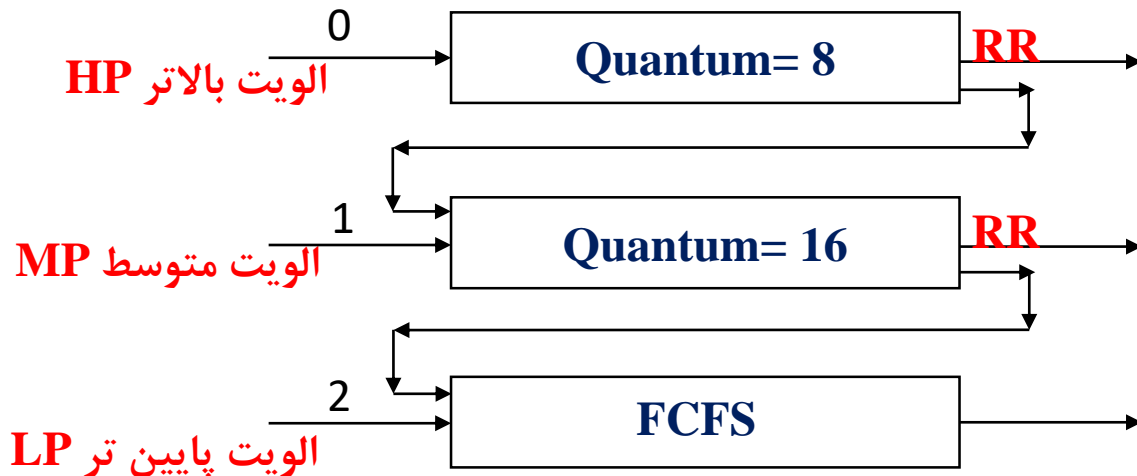 0
Quantum= 8
RR
الویت بالاتر HP
1
Quantum= 16
RR
الویت متوسط MP
2
FCFS
الویت پایین تر LP